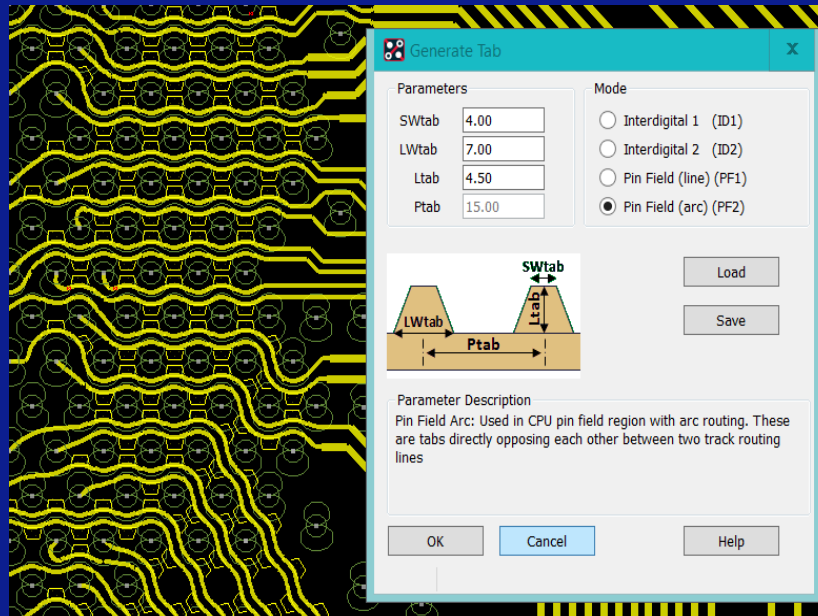 Generate Tab
x
Parameters
SWtab 4.00
LWtab 7.00
Ltab 4.50
Ptab 15.00
Mode
Interdigital 1 (ID1)
Interdigital 2 (ID2)
Pin Field (line) (PF1)
Pin Field (arc) (PF2)
SWtab
LWtab
Ltab
Ptab
Load
Save
Parameter Description
Pin Field Arc: Used in CPU pin field region with arc routing. These
are tabs directly opposing each other between two track routing
lines
OK
Cancel
Help